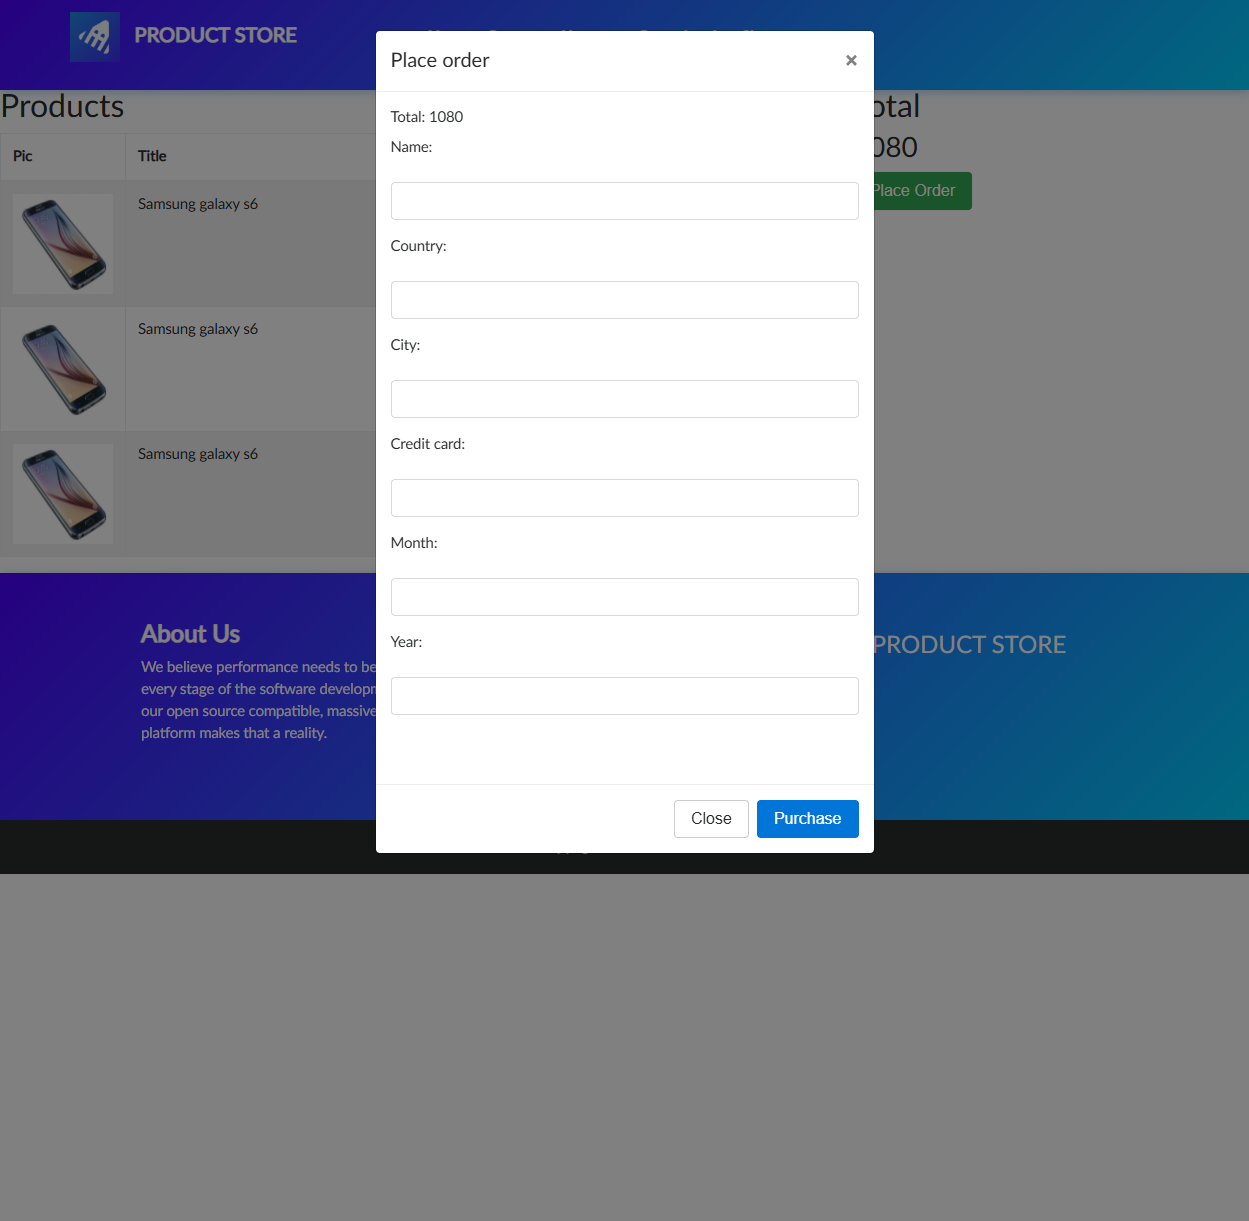 PRODUCT STORE
Place order
×
Products
Pic
Title
Samsung galaxy s6
Samsung galaxy s6
Samsung galaxy s6
Total: 1080
Name:
Country:
City:
Credit card:
Month:
Year:
Close
Purchase
otal
080
Place Order
About Us
We believe performance needs to be
every stage of the software developm
our open source compatible, massive
platform makes that a reality.
PRODUCT STORE